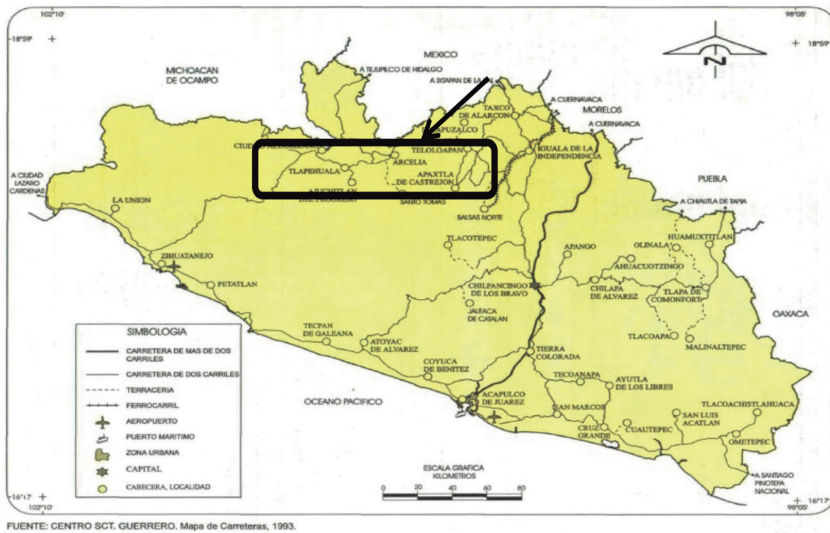 102°10'
98°05'
18°59'
18°59'
MEXICO
MICHOACAN
DE OCAMPO
A TEJUPILCO DE HIDALGO
A IXTAPAN DE LA
A CUERNAVACA
MORELOS
A CUERNAVACA
TAXCO
DE ALARCON
TELOLOAPAN
IGUALA DE LA
INDEPENDENCIA
ARCELIA
TLAPEHUALA
APAXTLA
DE CASTREJON
SANTO TOMAS
BALSAS NORTE
PUEBLA
A CHIAUTLA DE TAPIA
A CIUDAD
LAZARO
CARDENAS
LA UNION
HUAMUXTITLAN
OLINALA
TLACOTEPEC
APANGO
AHUACUOTZINGO
ZIHUATANEJO
PETATLAN
CHILPANCINGO
DE LOS BRAVO
CHILAPA
DE ALVAREZ
TLAPA DE
COMONFORT
OAXACA
JALEACA
DE CATALAN
TECPAN
DE GALEANA
ATOYAC
DE ALVAREZ
TLACOAPA
MALINALTEPEC
TIERRA
COLORADA
COYUCA
DE BENITEZ
TECOANAPA
AYUTLA
DE LOS LIBRES
OCEANO PACIFICO
ACAPULCO
DE JUAREZ
SAN MARCOS
CRUZ
GRANDE
CUAUTEPEC
SAN LUIS
ACATLAN
TLACOACHISTLAHUACA
OMETEPEC
A SANTIAGO
PINOTEPA
NACIONAL
SIMBOLOGIA
CARRETERA DE MAS DE DOS
CARRILES
CARRETERA DE DOS CARRILES
TERRACERIA
FERROCARRIL
AEROPUERTO
PUERTO MARITIMO
ZONA URBANA
CAPITAL
CABECERA, LOCALIDAD
ESCALA GRAFICA
KILOMETROS
0 20 40 60 80
16°17'
16°17'
102°10'
98°05'
N
FUENTE: CENTRO SCT. GUERRERO. Mapa de Carreteras, 1993.